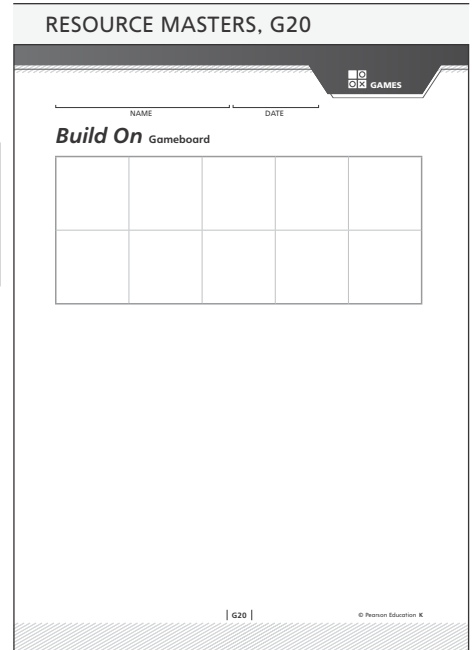 RESOURCE MASTERS, G20
GAMES
NAME DATE
Build On Gameboard
G20 © Pearson Education K